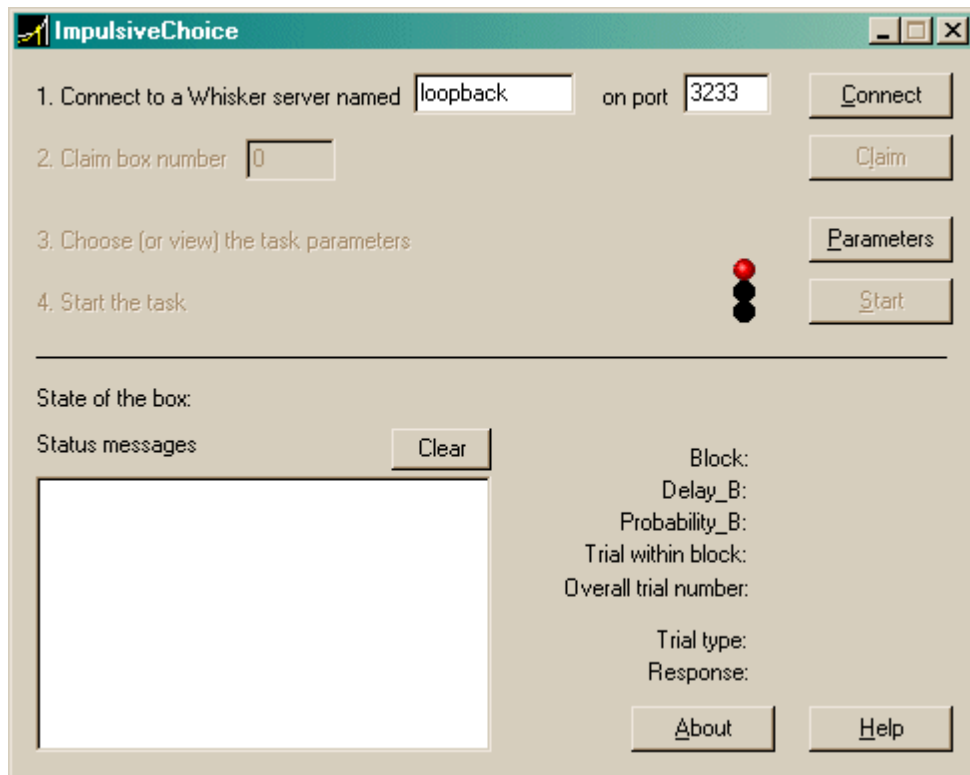 ImpulsiveChoice
1. Connect to a Whisker server named loopback on port 3233 Connect
2. Claim box number 0 Claim
3. Choose (or view) the task parameters Parameters
4. Start the task Start
State of the box:
Status messages Clear
Block:
Delay_B:
Probability_B:
Trial within block:
Overall trial number:
Trial type:
Response:
About Help